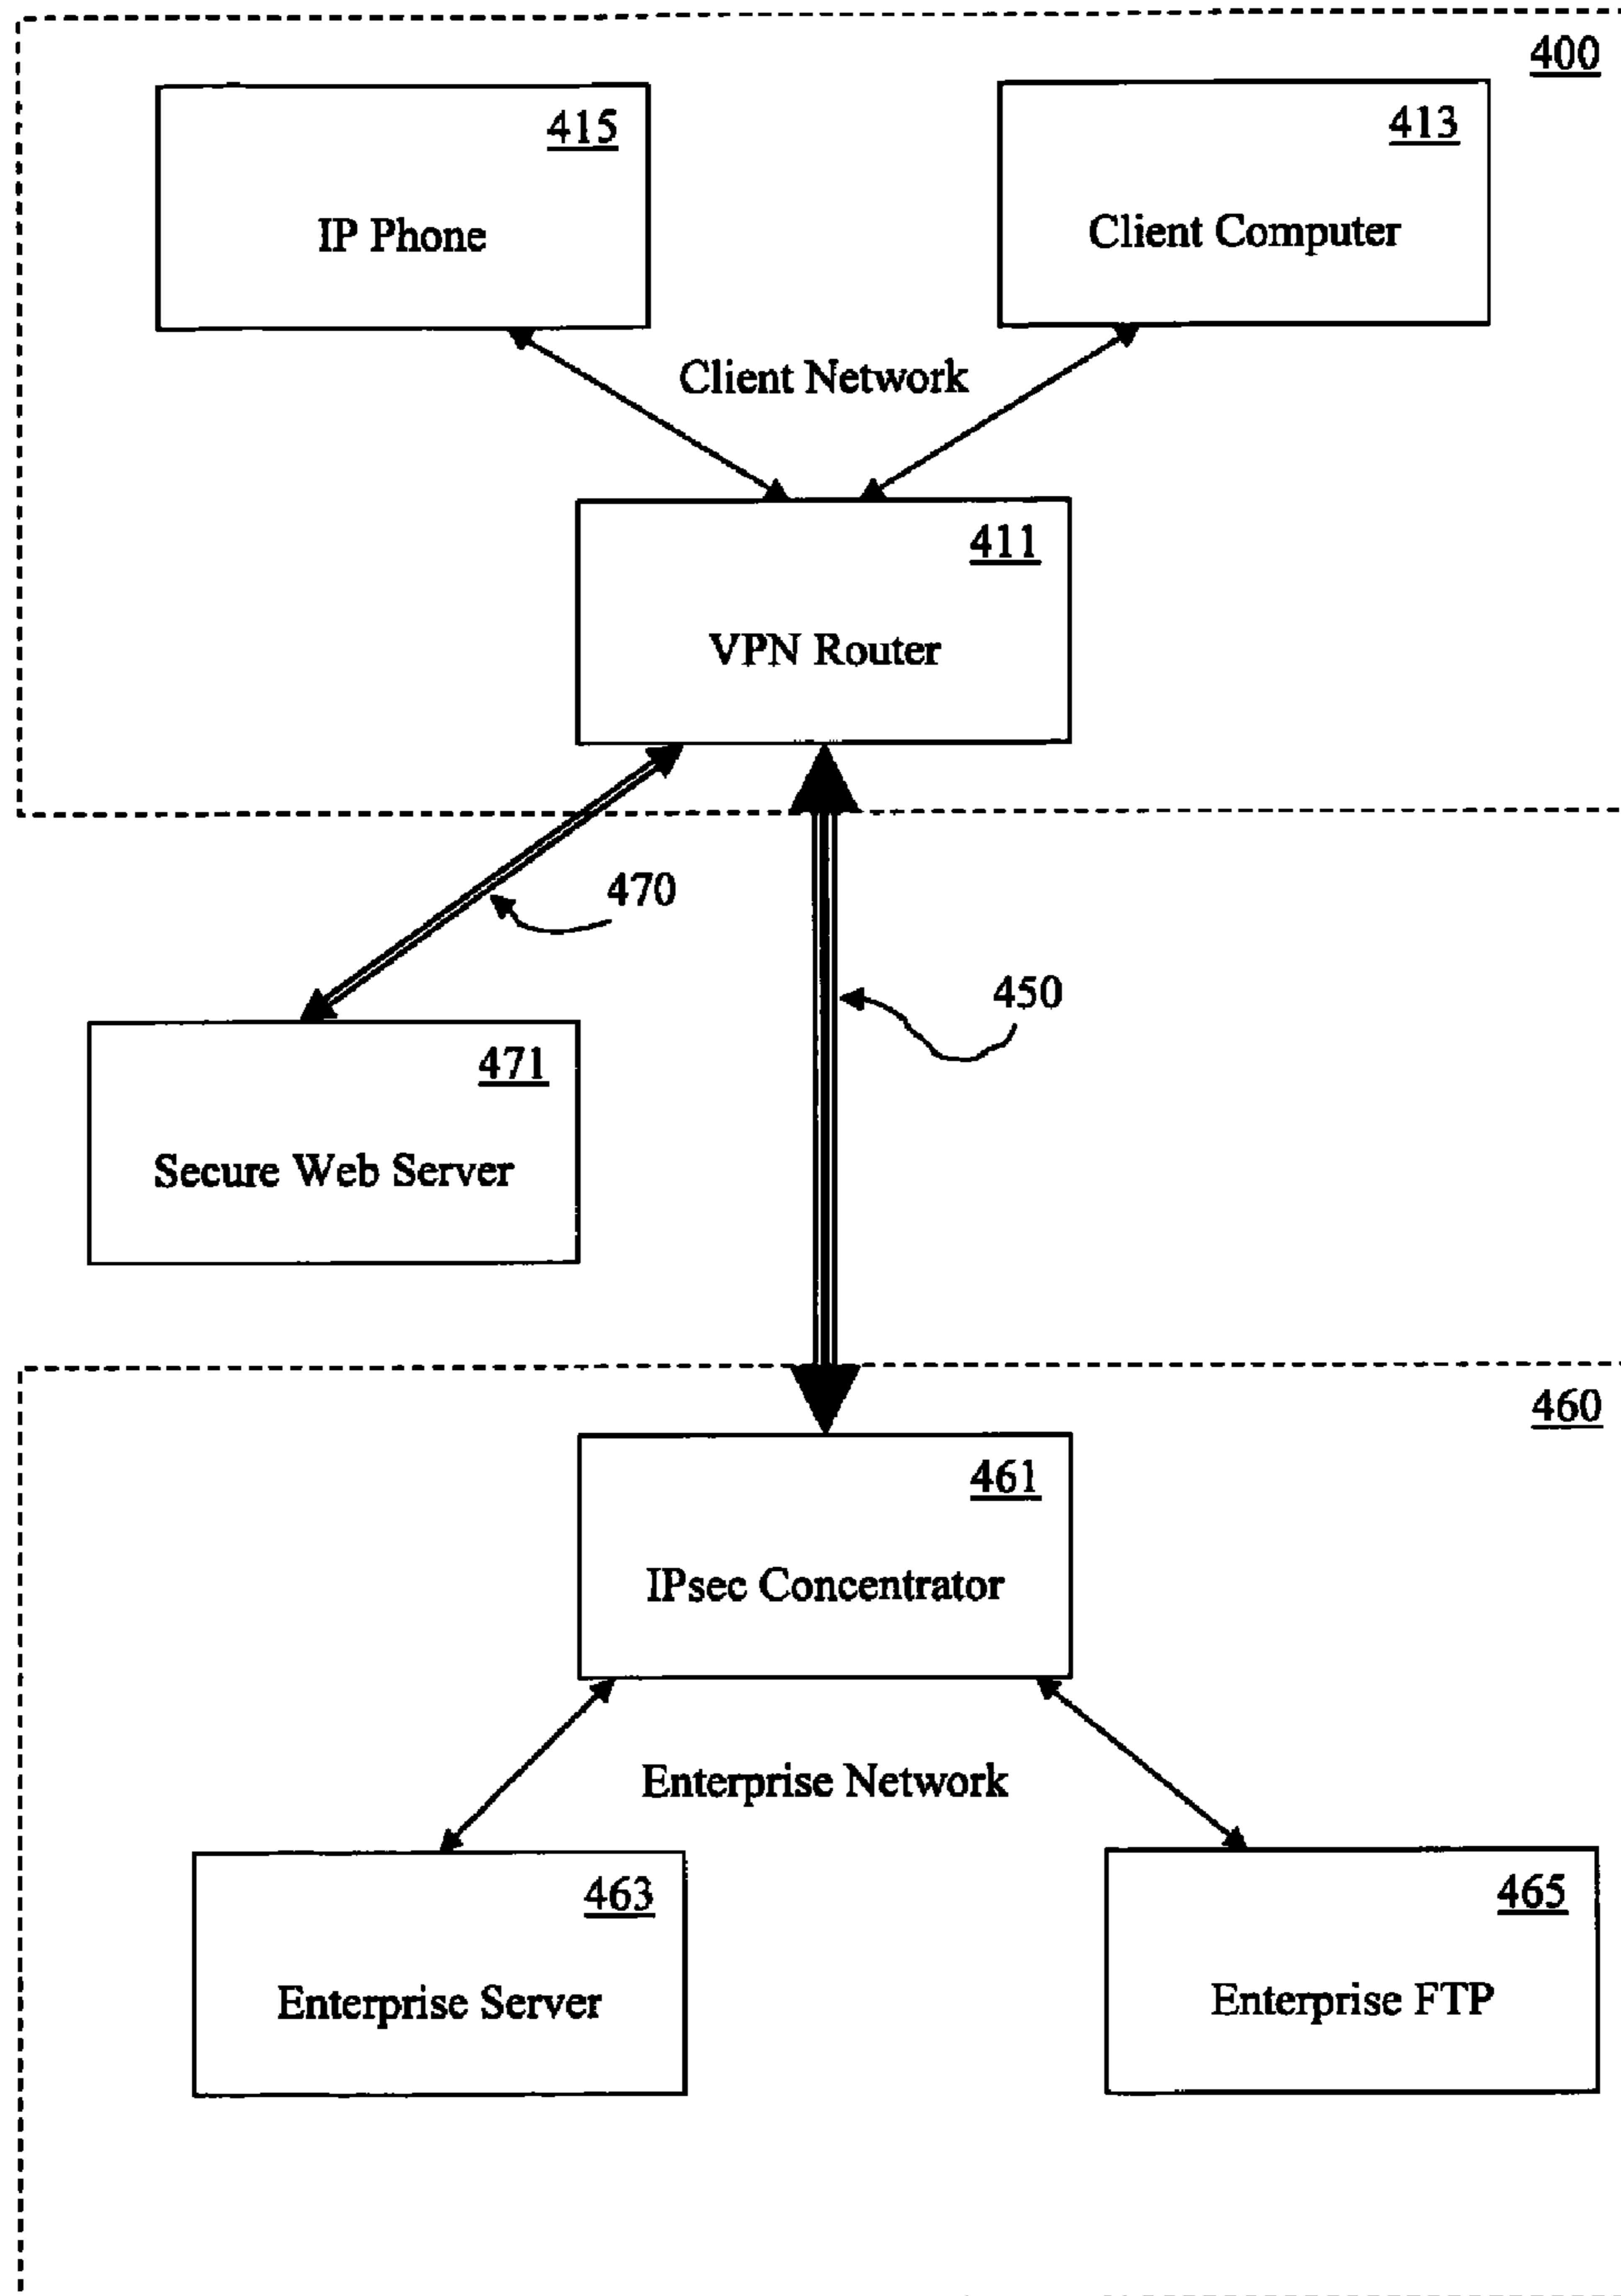 400
415
IP Phone
413
Client Computer
Client Network
411
VPN Router
470
450
471
Secure Web Server
460
461
IPsec Concentrator
Enterprise Network
463
Enterprise Server
465
Enterprise FTP